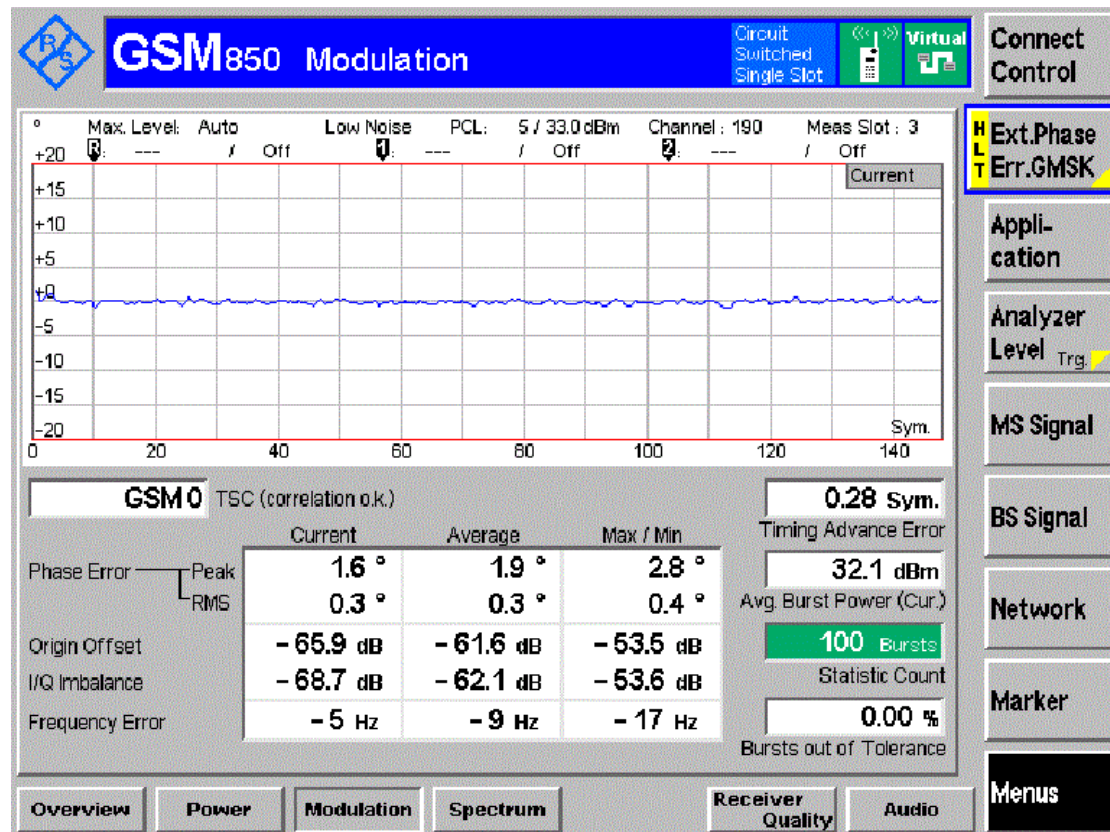 R/S
GSM850 Modulation
Circuit
Switched
Single Slot
Virtual
Connect
Control
° Max. Level: Auto Low Noise PCL: 5 / 33.0 dBm Channel : 190 Meas Slot : 3
R: --- / Off 1: --- / Off 2: --- / Off
Current
+20
+15
+10
+5
+0
-5
-10
-15
-20
Sym.
0 20 40 60 80 100 120 140
GSM 0 TSC (correlation o.k.)
Current Average Max / Min
Phase Error Peak 1.6 ° 1.9 ° 2.8 °
RMS 0.3 ° 0.3 ° 0.4 °
Origin Offset – 65.9 dB – 61.6 dB – 53.5 dB
I/Q Imbalance – 68.7 dB – 62.1 dB – 53.6 dB
Frequency Error – 5 Hz – 9 Hz – 17 Hz
0.28 Sym.
Timing Advance Error
32.1 dBm
Avg. Burst Power (Cur.)
100 Bursts
Statistic Count
0.00 %
Bursts out of Tolerance
HLT
Ext.Phase
Err.GMSK
Appli-
cation
Analyzer
Level Trg.
MS Signal
BS Signal
Network
Marker
Menus
Overview Power Modulation Spectrum Receiver Quality Audio